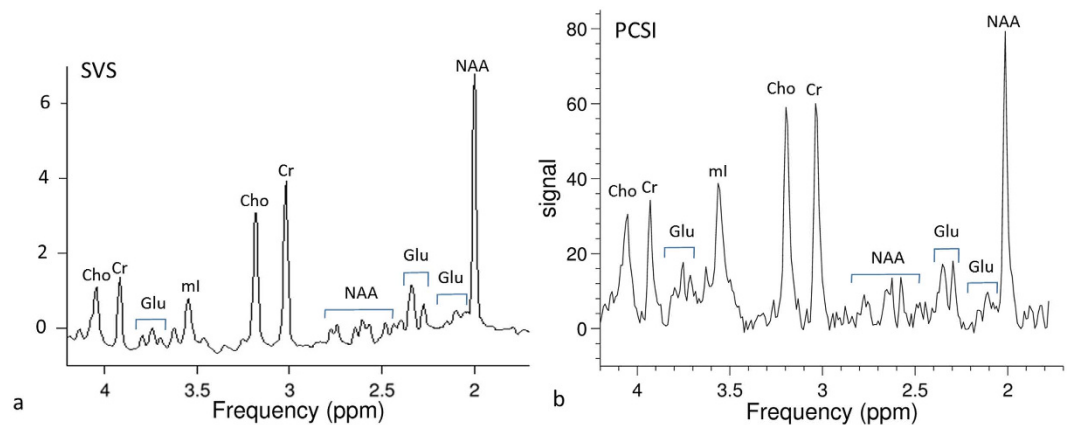 SVS
NAA
6
4
2
0
Cho
Cr
Glu
mI
Cho
Cr
NAA
Glu
Glu
4
3.5
3
2.5
2
Frequency (ppm)
a
PCSI
NAA
80
60
40
20
0
signal
Cho
Cr
Glu
mI
Cho
Cr
NAA
Glu
Glu
4
3.5
3
2.5
2
Frequency (ppm)
b